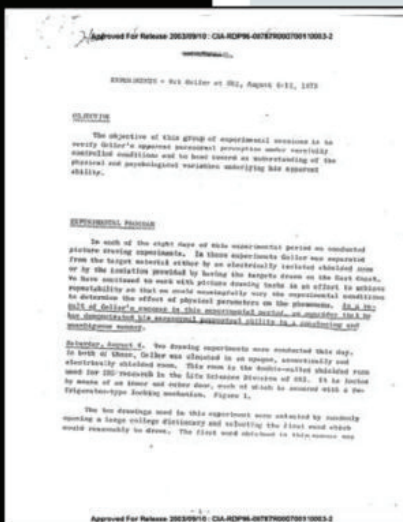 Approved For Release 2003/09/10 : CIA-RDP96-00787R000700110003-2
EXPERIMENTS - Uri Geller at SRI, August 4-11, 1973
OBJECTIVE
The objective of this group of experimental sessions is to
verify Geller's apparent paranormal perception under carefully
controlled conditions and to head toward an understanding of the
physical and psychological variables underlying his apparent
ability.
EXPERIMENTAL PROGRAM
In each of the eight days of this experimental period we conducted
picture drawing experiments. In these experiments Geller was separated
from the target material either by an electrically isolated shielded room
or by the isolation provided by having the targets drawn on the East Coast.
We have continued to work with picture drawing tasks in an effort to achieve
repeatability so that we could meaningfully vary the experimental conditions
to determine the effect of physical parameters on the phenomena. As a re-
sult of Geller's success in this experimental period, we consider that he
has demonstrated his paranormal perceptual ability in a convincing and
unambiguous manner.
Saturday, August 4. Two drawing experiments were conducted this day.
In both of these, Geller was closeted in an opaque, acoustically and
electrically shielded room. This room is the double-walled shielded room
used for EEG research in the Life Sciences Division of SRI. It is locked
by means of an inner and outer door, each of which is secured with a re-
frigerator-type locking mechanism. Figure 1.
The two drawings used in this experiment were selected by randomly
opening a large college dictionary and selecting the first word which
could reasonably be drawn. The first word obtained in this manner was
- 1 -
Approved For Release 2003/09/10 : CIA-RDP96-00787R000700110003-2